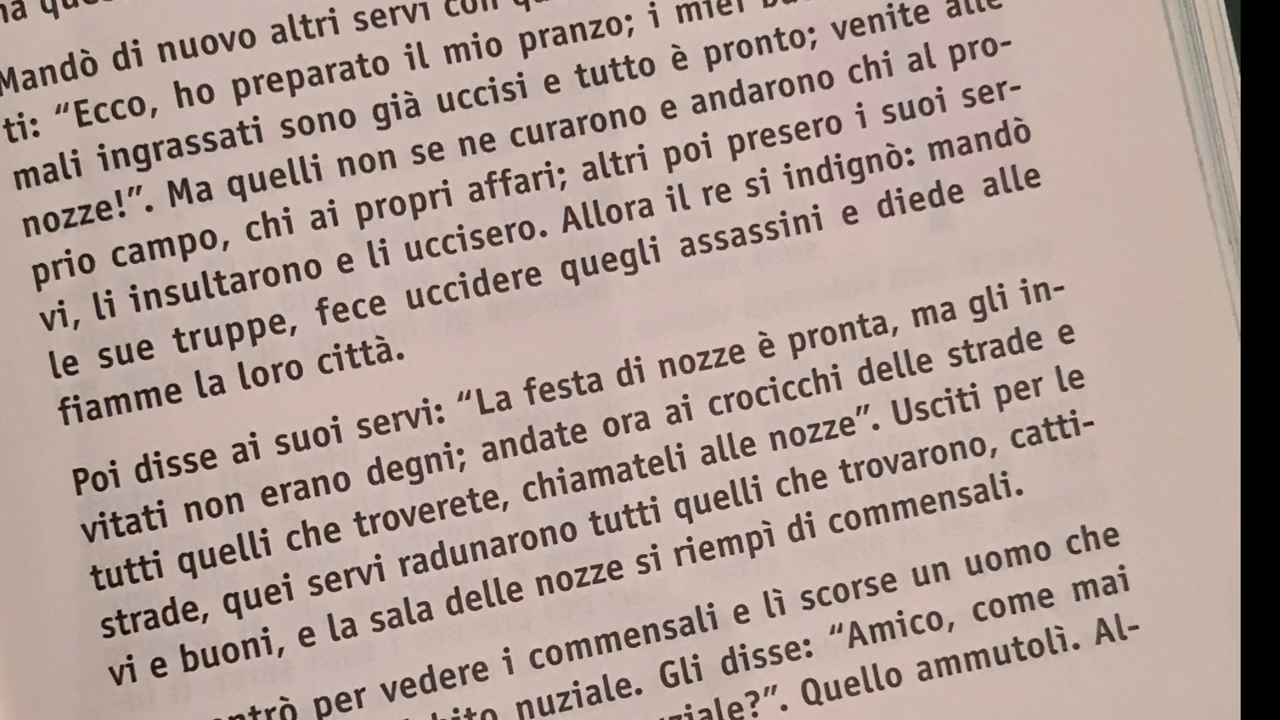 Mandò di nuovo altri servi con
ti: “Ecco, ho preparato il mio pranzo; i miei
mali ingrassati sono già uccisi e tutto è pronto; venite alle
nozze!”. Ma quelli non se ne curarono e andarono chi al pro-
prio campo, chi ai propri affari; altri poi presero i suoi ser-
vi, li insultarono e li uccisero. Allora il re si indignò: mandò
le sue truppe, fece uccidere quegli assassini e diede alle
fiamme la loro città.
Poi disse ai suoi servi: “La festa di nozze è pronta, ma gli in-
vitati non erano degni; andate ora ai crocicchi delle strade e
tutti quelli che troverete, chiamateli alle nozze”. Usciti per le
strade, quei servi radunarono tutti quelli che trovarono, catti-
vi e buoni, e la sala delle nozze si riempì di commensali.
per vedere i commensali e lì scorse un uomo che
nuziale. Gli disse: “Amico, come mai
Quello ammutolì. Al-